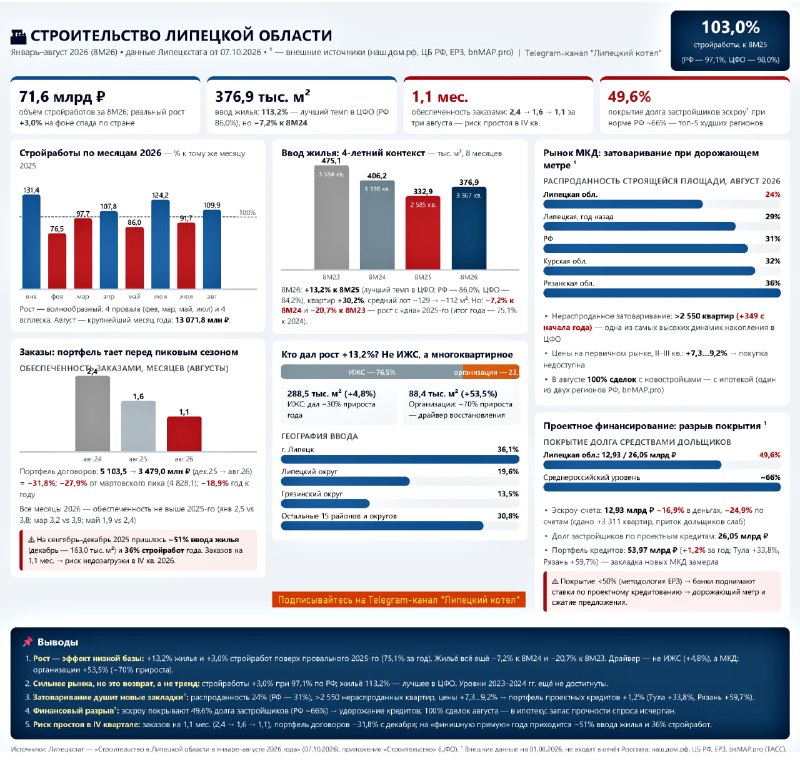 СТРОИТЕЛЬСТВО ЛИПЕЦКОЙ ОБЛАСТИ
Январь–август 2026 (8М26) • данные Липецкстата от 07.10.2026 • ¹ — внешние источники (наш.дом.рф, ЦБ РФ, ЕРЗ, bnMAP.pro) | Telegram-канал "Липецкий котел"
103,0%
стройработы, к 8М25
(РФ — 97,1%, ЦФО — 98,0%)
71,6 млрд ₽
объём стройработов за 8М26; реальный рост
+3,0% на фоне спада по стране
376,9 тыс. м²
ввод жилья: 113,2% — лучший темп в ЦФО (РФ
86,0%), но −7,2% к 8М24
1,1 мес.
обеспеченность заказами: 2,4 → 1,6 → 1,1 за
три августа — риск простоя в IV кв.
49,6%
покрытие долга застройщиков эскроу¹ при
норме РФ ~66% — топ-5 худших регионов
Стройработы по месяцам 2026 — % к тому же месяцу
2025
131,4
76,5
97,7
107,8
86,0
124,2
91,7
109,9
100%
янв
фев
мар
апр
май
июн
июл
авг
Рост — волнообразный: 4 провала (фев, мар, май, июл) и 4
всплеска. Август — крупнейший месяц года: 13 071,8 млн ₽.
Ввод жилья: 4-летний контекст — тыс. м², 8 месяцев
475,1
3 534 кв.
406,2
3 198 кв.
332,9
2 585 кв.
376,9
3 367 кв.
8М23
8М24
8М25
8М26
8М26: +13,2% к 8М25 (лучший темп в ЦФО; РФ — 86,0%, ЦФО —
84,2%), квартир +30,2%, средний лот ~129 → ~112 м². Но: −7,2% к
8М24 и −20,7% к 8М23 — рост с «дна» 2025-го (итог года — 75,1%
к 2024).
Рынок МКД: затоваривание при дорожающем
метре ¹
РАСПРОДАННОСТЬ СТРОЯЩЕЙСЯ ПЛОЩАДИ, АВГУСТ 2026
Липецкая обл.
24%
Липецкая, год назад
29%
РФ
31%
Курская обл.
32%
Рязанская обл.
36%
• Нераспроданное затоваривание: >2 550 квартир (+349 с
начала года) — одна из самых высоких динамик накопления в
ЦФО
• Цены на первичном рынке, II–III кв.: +7,3…9,2% → покупка
недоступна
• В августе 100% сделок с новостройками — с ипотекой (один
из двух регионов РФ, bnMAP.pro)
Заказы: портфель тает перед пиковым сезоном
ОБЕСПЕЧЕННОСТЬ ЗАКАЗАМИ, МЕСЯЦЕВ (АВГУСТЫ)
2,4
1,6
1,1
авг.24
авг.25
авг.26
Портфель договоров: 5 103,5 → 3 479,0 млн ₽ (дек.25 → авг.26)
= −31,8%; −27,9% от мартовского пика (4 828,1); −18,9% год к
году
Все месяцы 2026 — обеспеченность не выше 2025-го (янв 2,5 vs
3,8; мар 3,2 vs 3,9; май 1,9 vs 2,4)
⚠ На сентябрь–декабрь 2025 пришлось ~51% ввода жилья
(декабрь — 163,0 тыс. м²) и 36% стройработ года. Заказов на
1,1 мес. → риск недозагрузки в IV кв. 2026.
Кто дал рост +13,2%? Не ИЖС, а многоквартирное
ИЖС — 76,5%
организация — 23,
288,5 тыс. м² (+4,8%)
ИЖС: дал ~30% прироста
года
88,4 тыс. м² (+53,5%)
Организации: ~70% прироста
— драйвер восстановления
ГЕОГРАФИЯ ВВОДА
г. Липецк
36,1%
Липецкий округ
19,6%
Грязинский округ
13,5%
Остальные 15 районов и округов
30,8%
Проектное финансирование: разрыв покрытия ¹
ПОКРЫТИЕ ДОЛГА СРЕДСТВАМИ ДОЛЬЩИКОВ
Липецкая обл.: 12,93 / 26,05 млрд ₽
49,6%
Среднероссийский уровень
~66%
• Эскроу-счета: 12,93 млрд ₽ −16,9% в деньгах, −24,9% по
счетам (сдано +3 311 квартир, приток дольщиков слаб)
• Долг застройщиков по проектным кредитам: 26,05 млрд ₽
• Портфель кредитов: 53,97 млрд ₽ (+1,2% за год; Тула +33,8%,
Рязань +59,7%) — закладка новых МКД замерла
⚠ Покрытие <50% (методология ЕРЗ) → банки поднимают
ставки по проектному кредитованию → дорожающий метр и
сжатие предложения.
Подписывайтесь на Telegram-канал "Липецкий котел"
📌 Выводы
1. Рост — эффект низкой базы: +13,2% жилья и +3,0% стройработ поверх провального 2025-го (75,1% за год). Жильё всё ещё −7,2% к 8М24 и −20,7% к 8М23. Драйвер — не ИЖС (+4,8%), а МКД:
организации +53,5% (~70% прироста).
2. Сильнее рынка, но это возврат, а не тренд: стройработы +3,0% при 97,1% по РФ; жильё 113,2% — лучшее в ЦФО. Уровни 2023–2024 гг. ещё не достигнуты.
3. Затоваривание душит новые закладки¹: распроданность 24% (РФ — 31%), >2 550 нераспроданных квартир, цены +7,3…9,2% — портфель проектных кредитов +1,2% (Тула +33,8%, Рязань +59,7%).
4. Финансовый разрыв¹: эскроу покрывают 49,6% долга застройщиков (РФ ~66%) → удорожание кредитов; 100% сделок августа — в ипотеку; запас прочности спроса исчерпан.
5. Риск простоя в IV квартале: заказов на 1,1 мес. (2,4 → 1,6 → 1,1), портфель договоров −31,8% с декабря; на «финишную прямую» года приходится ~51% ввода жилья и 36% стройработ.
Источники: Липецкстат — «Строительство в Липецкой области в январе–августе 2026 года» (07.10.2026), приложение «Строительство» (ЦФО). ¹ Внешние данные на 01.08.2026, не входят в отчёт Росстата: наш.дом.рф, ЦБ РФ, ЕРЗ, bnMAP.pro (ТАСС).